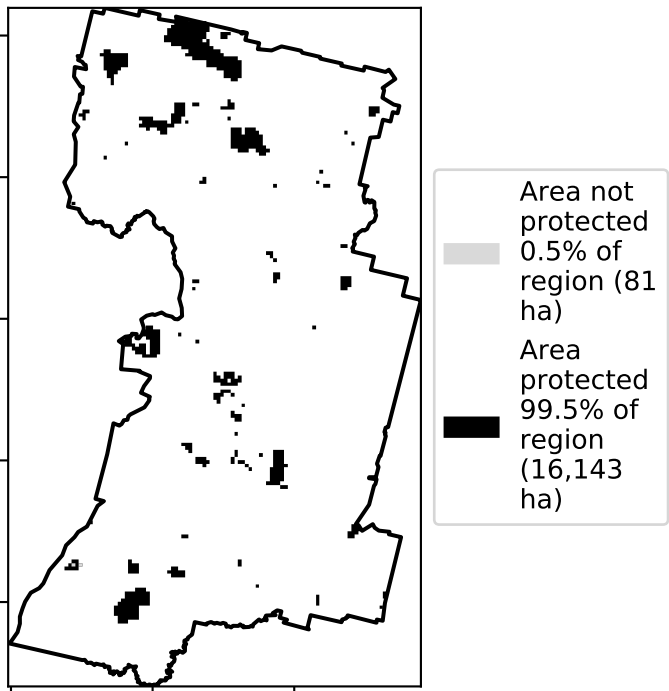 Area not
protected
0.5% of
region (81
ha)
Area
protected
99.5% of
region
(16,143
ha)